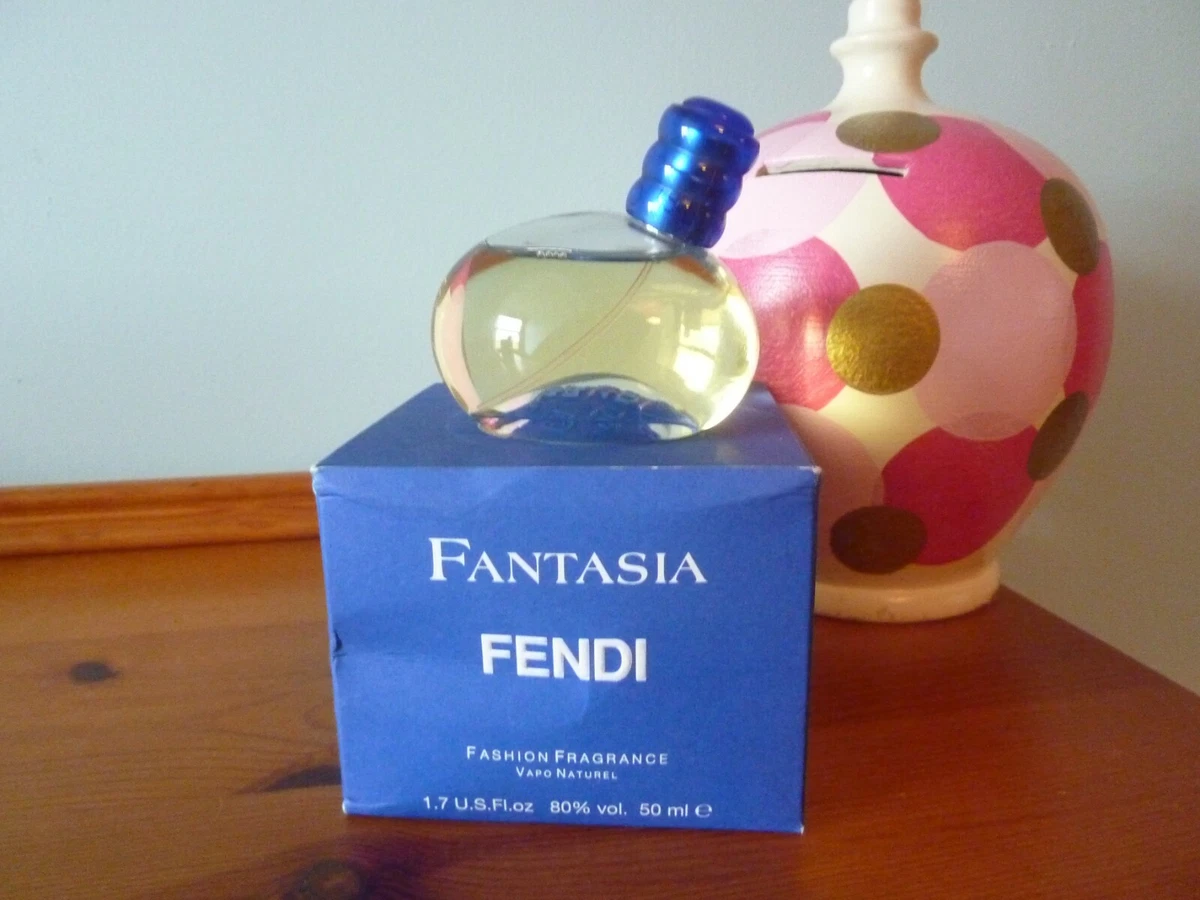 FANTASIA
FENDI
FASHION FRAGRANCE
VAPO NATUREL
1.7 U.S.Fl.oz 80% vol. 50 ml ℮